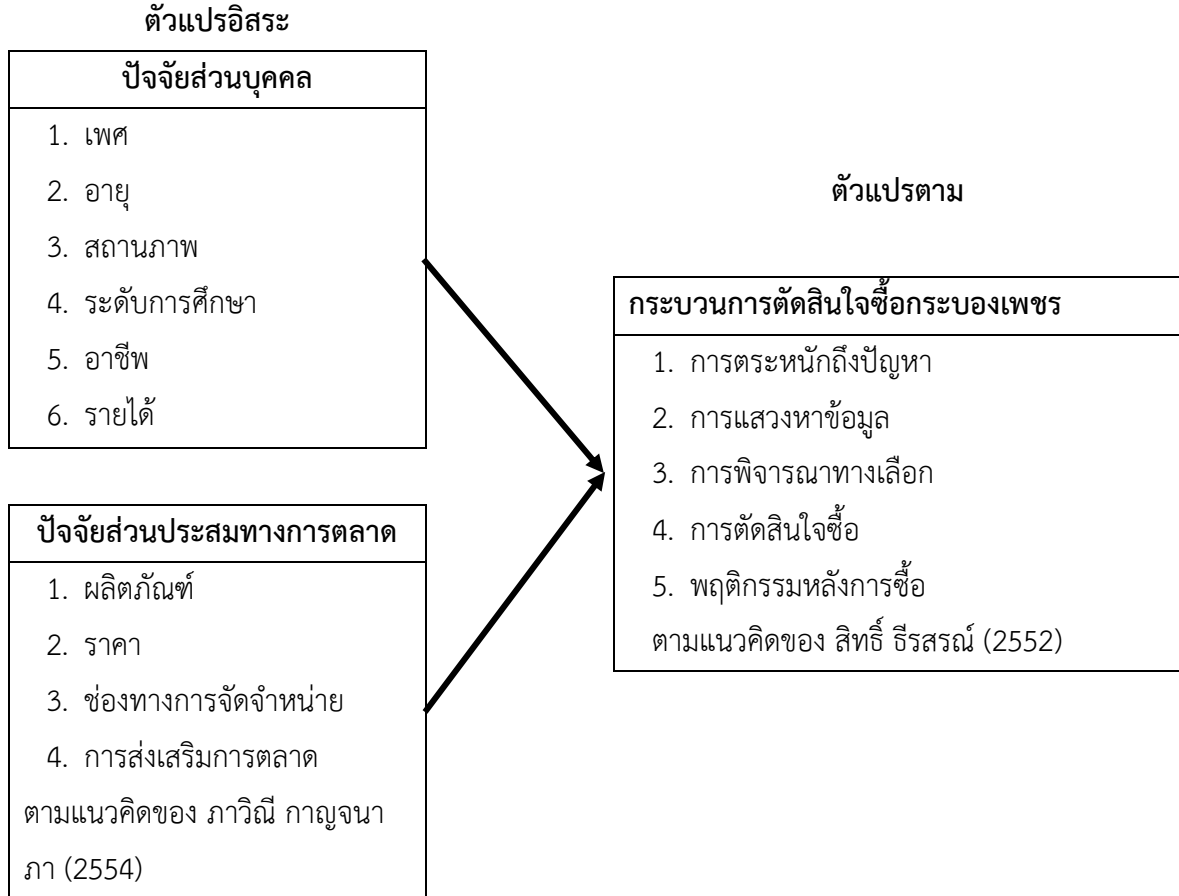 ตัวแปรอิสระ
ปัจจัยส่วนบุคคล
1. เพศ
2. อายุ
3. สถานภาพ
4. ระดับการศึกษา
5. อาชีพ
6. รายได้
ปัจจัยส่วนประสมทางการตลาด
1. ผลิตภัณฑ์
2. ราคา
3. ช่องทางการจัดจำหน่าย
4. การส่งเสริมการตลาด
ตามแนวคิดของ ภาวิณี กาญจนา
ภา (2554)
ตัวแปรตาม
กระบวนการตัดสินใจซื้อกระบองเพชร
1. การตระหนักถึงปัญหา
2. การแสวงหาข้อมูล
3. การพิจารณาทางเลือก
4. การตัดสินใจซื้อ
5. พฤติกรรมหลังการซื้อ
ตามแนวคิดของ สิทธิ์ ธีรสรณ์ (2552)